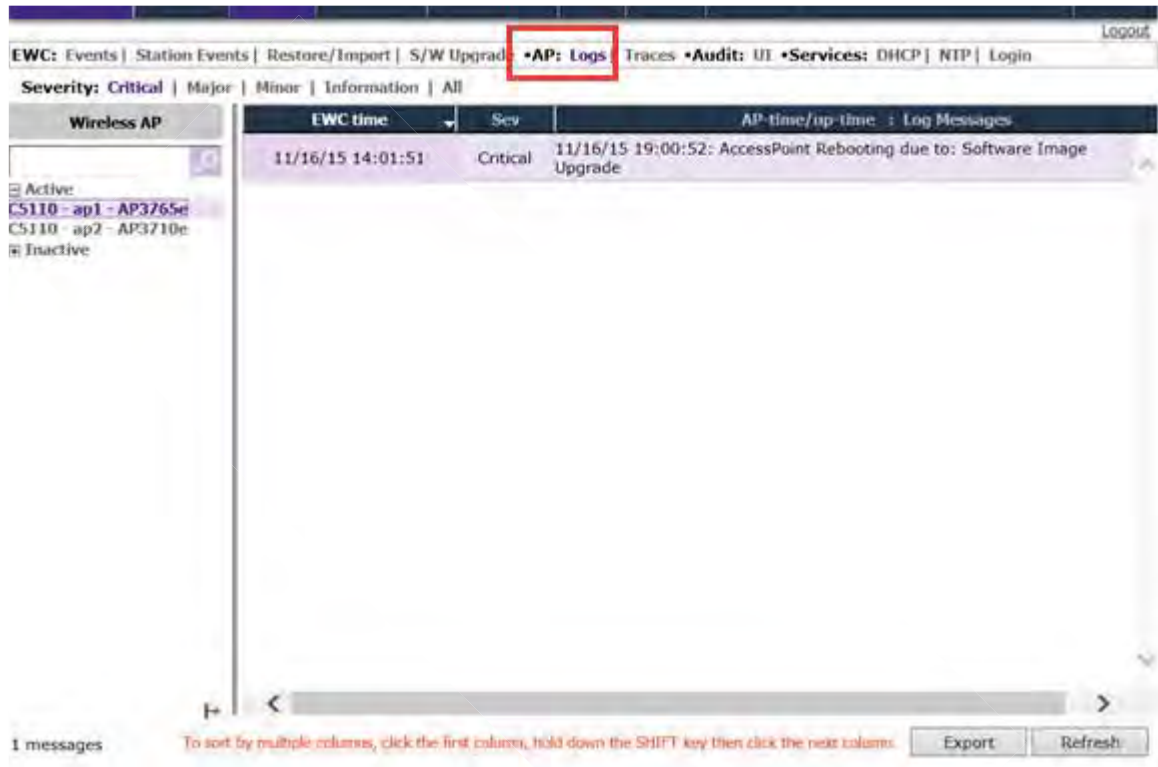 Logout
EWC: Events | Station Events | Restore/Import | S/W Upgrade •AP: Logs | Traces •Audit: UI •Services: DHCP | NTP | Login
Severity: Critical | Major | Minor | Information | All
Wireless AP
EWC time Sev AP-time/up-time : Log Messages
11/16/15 14:01:51 Critical 11/16/15 19:00:52: AccessPoint Rebooting due to: Software Image
Upgrade
Active
C5110 - ap1 - AP3765e
C5110 - ap2 - AP3710e
Inactive
1 messages To sort by multiple columns, click the first column, hold down the SHIFT key then click the next column. Export Refresh